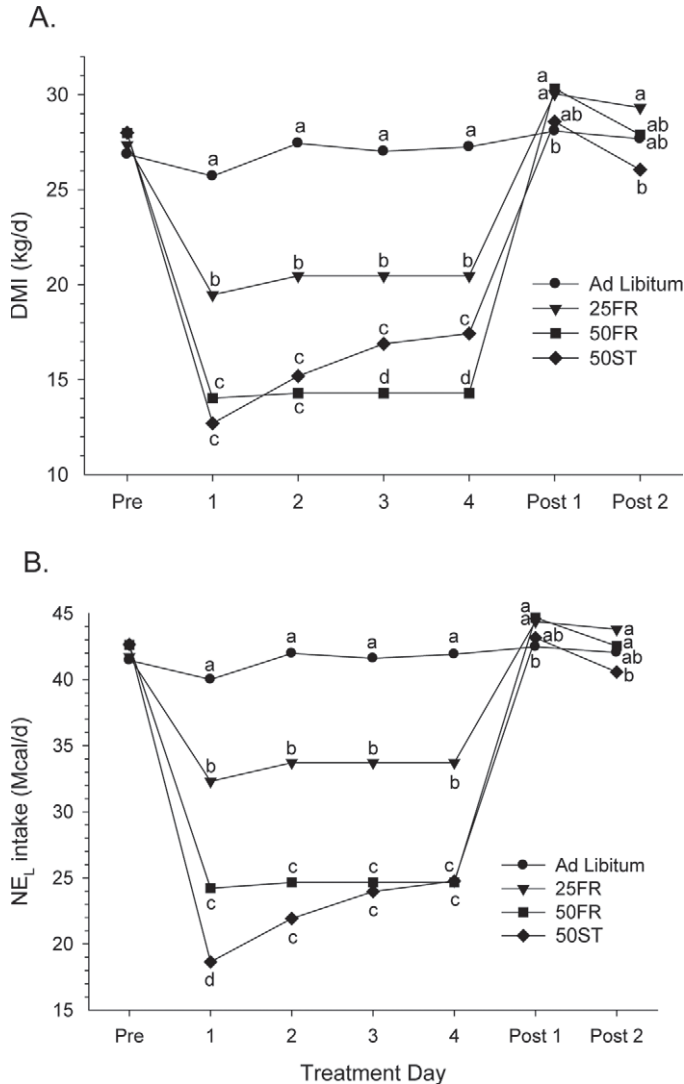 A.
a
a
a
a
a
a
a
ab
ab
ab
b
b
b
b
b
b
c
c
c
c
c
c
d
d
30
25
20
15
10
DMI (kg/d)
Ad Libitum
25FR
50FR
50ST
Pre 1 2 3 4 Post 1 Post 2
B.
a
a
a
a
a
a
a
a
ab
ab
b
b
b
b
b
b
c
c
c
c
c
c
c
d
45
40
35
30
25
20
15
NEL intake (Mcal/d)
Ad Libitum
25FR
50FR
50ST
Pre 1 2 3 4 Post 1 Post 2
Treatment Day